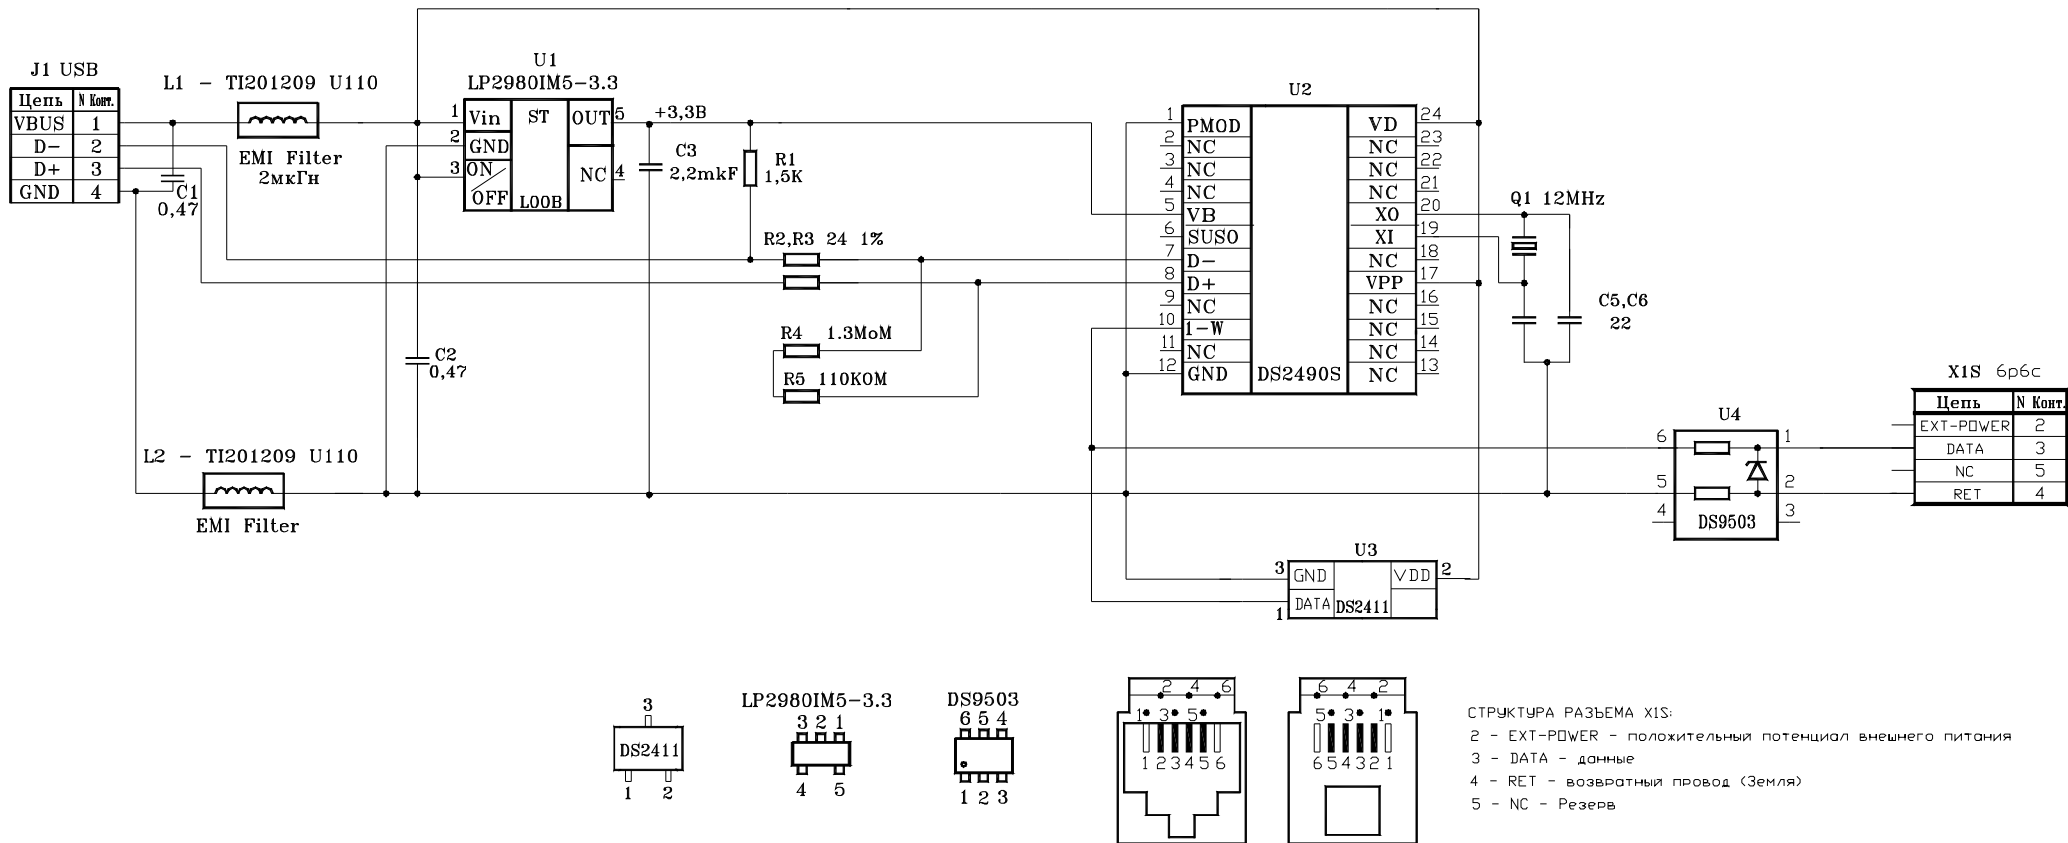 J1 USB
Цепь N Конт.
VBUS 1
D- 2
D+ 3
GND 4
L1 - TI201209 U110
EMI Filter
2мкГн
C1
0,47
U1
LP2980IM5-3.3
1 Vin ST OUT 5
2 GND
3 ON NC 4
OFF L00B
+3,3В
C3
2,2mkF
R1
1,5K
R2,R3 24 1%
R4 1.3МоМ
R5 110КОМ
C2
0,47
L2 - TI201209 U110
EMI Filter
U2
1 PMOD VD 24
2 NC NC 23
3 NC NC 22
4 NC NC 21
5 VB XO 20
6 SUSO XI 19
7 D- NC 18
8 D+ VPP 17
9 NC NC 16
10 1-W NC 15
11 NC NC 14
12 GND DS2490S NC 13
Q1 12MHz
C5,C6
22
X1S 6p6c
Цепь N Конт.
EXT-POWER 2
DATA 3
NC 5
RET 4
U4
6 1
5 2
4 DS9503 3
U3
3 GND VDD 2
1 DATA DS2411
3
DS2411
1 2
LP2980IM5-3.3
3 2 1
4 5
DS9503
6 5 4
1 2 3
2 4 6
1 3 5
1 2 3 4 5 6
6 4 2
5 3 1
6 5 4 3 2 1
СТРУКТУРА РАЗЪЕМА X1S:
2 - EXT-POWER - положительный потенциал внешнего питания
3 - DATA - данные
4 - RET - возвратный провод (Земля)
5 - NC - Резерв